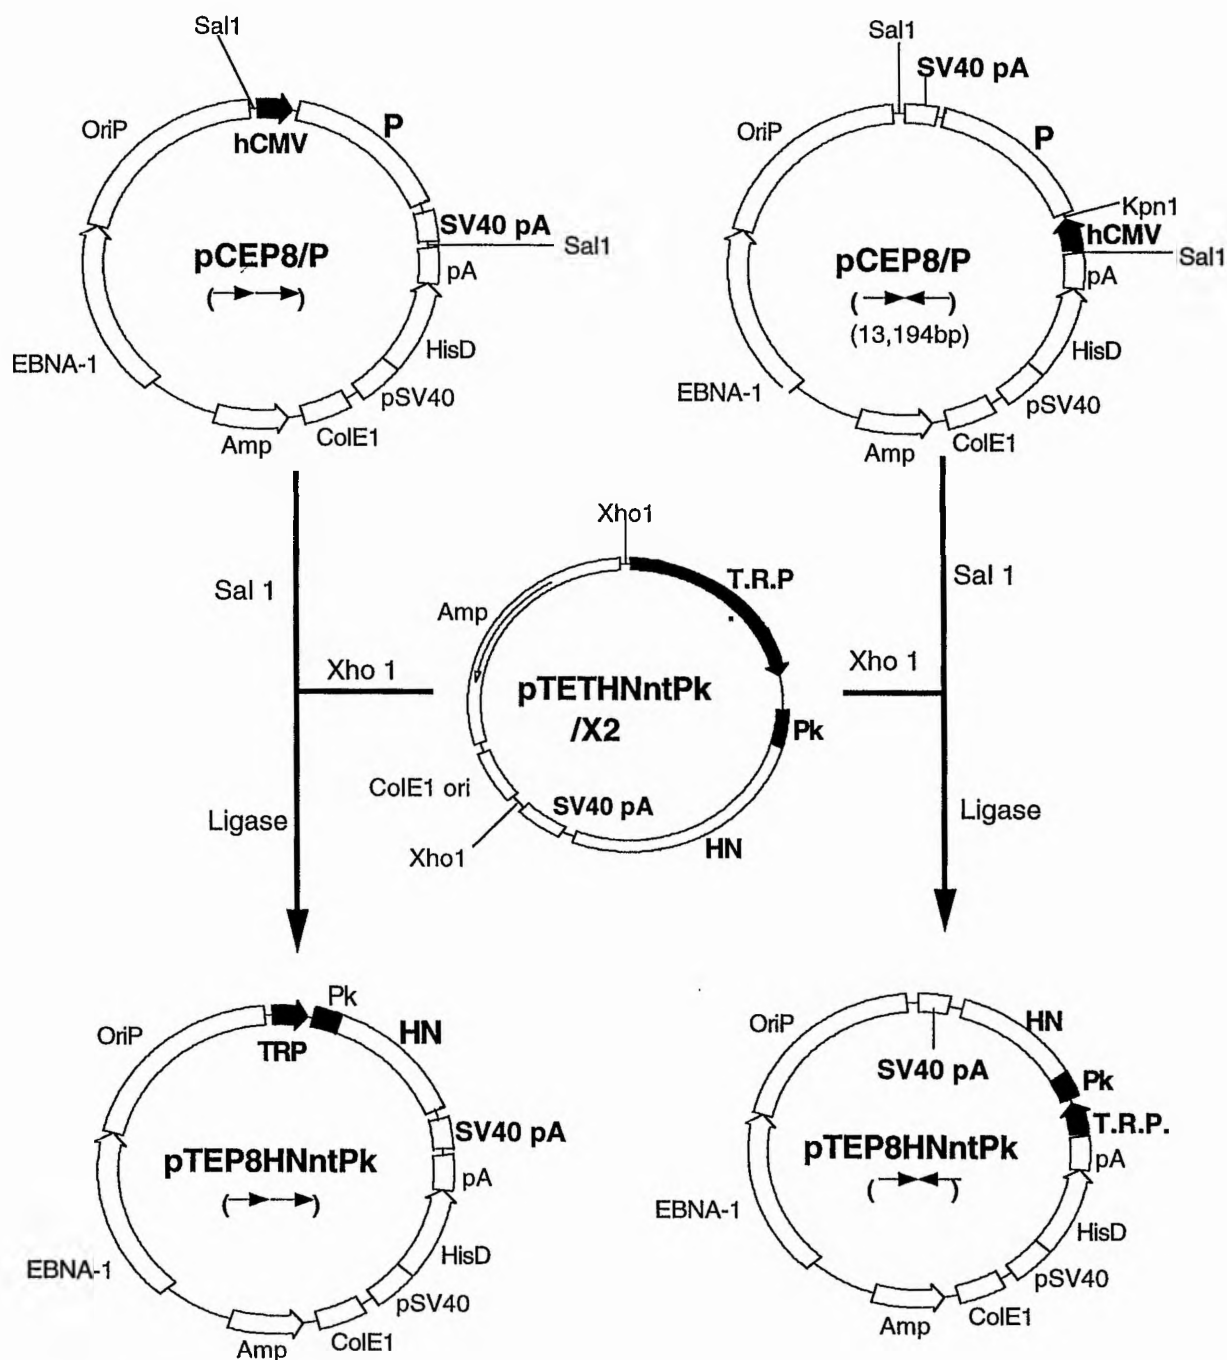 Sal1
hCMV
P
OriP
SV40 pA
Sal1
pA
pCEP8/P
( )
HisD
EBNA-1
pSV40
ColE1
Amp
Sal1
SV40 pA
OriP
P
Kpn1
hCMV
Sal1
pA
pCEP8/P
( )
(13,194bp)
HisD
EBNA-1
pSV40
ColE1
Amp
Sal 1
Xho 1
Ligase
Xho1
T.R.P
Amp
pTETHNntPk
/X2
Pk
ColE1 ori
SV40 pA
Xho1
HN
Sal 1
Xho 1
Ligase
Pk
OriP
TRP
HN
SV40 pA
pTEP8HNntPk
( )
pA
HisD
EBNA-1
pSV40
ColE1
Amp
OriP
SV40 pA
HN
Pk
T.R.P.
pTEP8HNntPk
( )
pA
EBNA-1
HisD
pSV40
ColE1
Amp